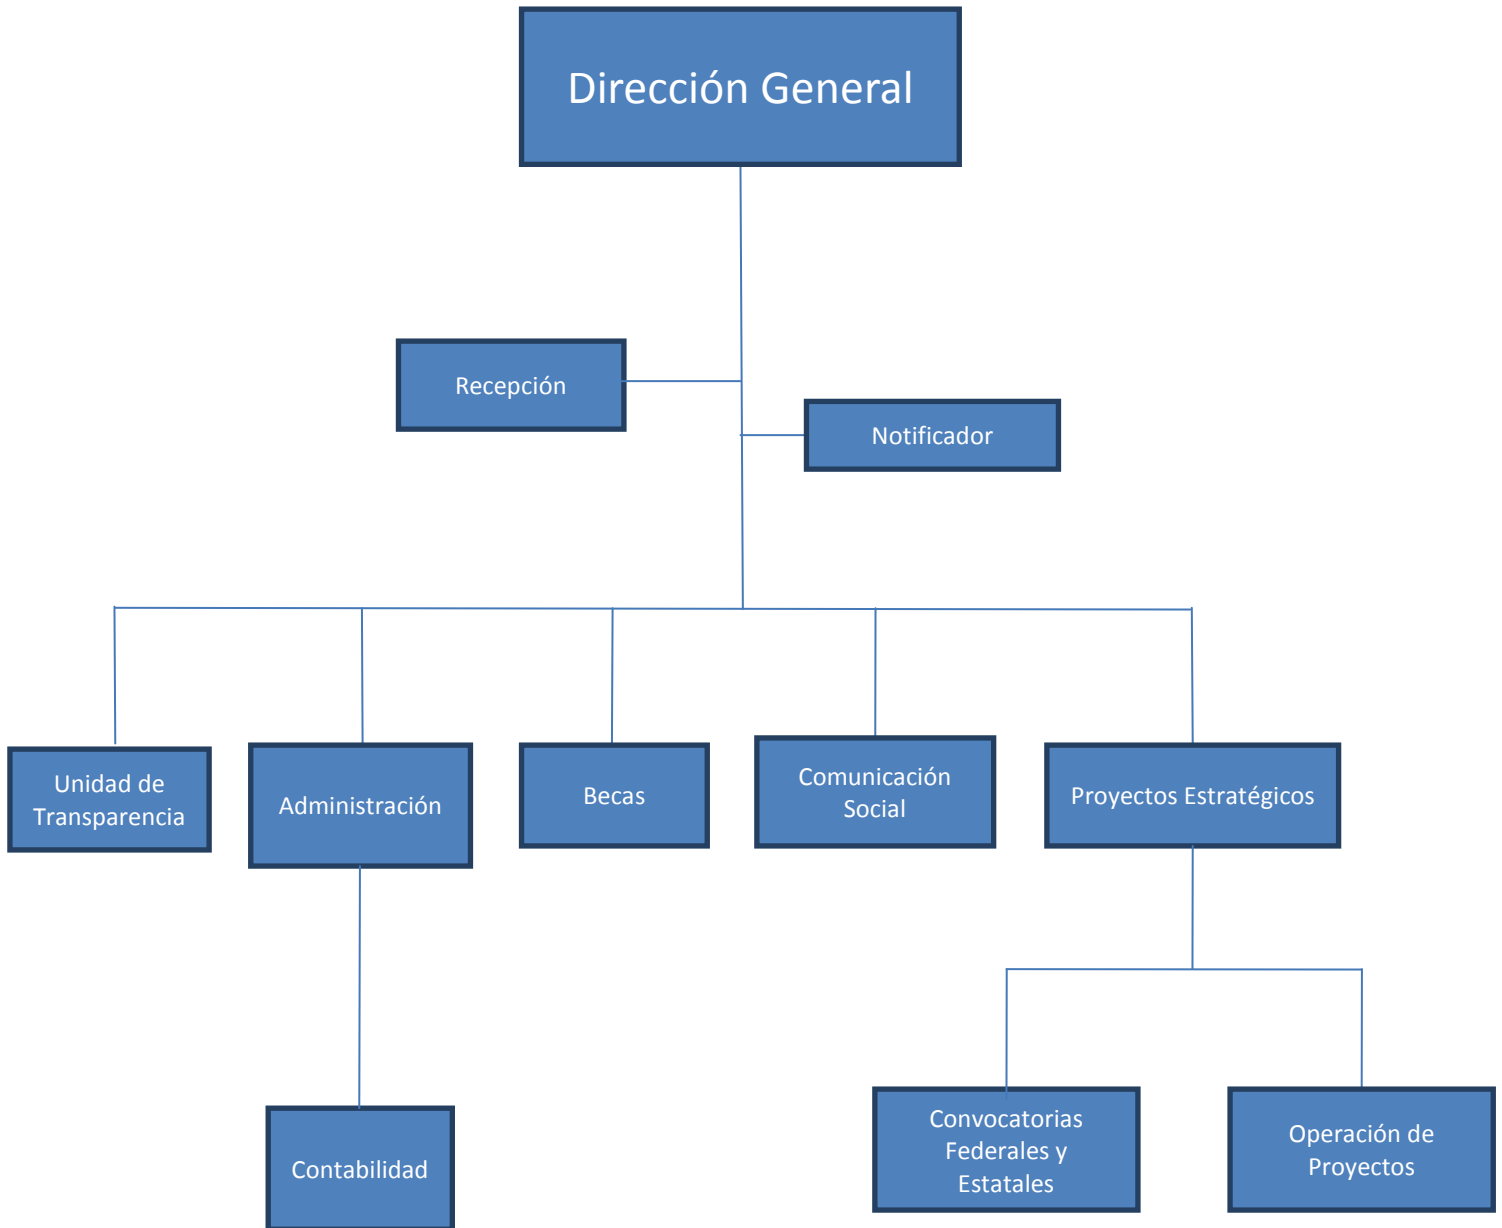 Dirección General
Recepción
Notificador
Unidad de
Transparencia
Administración
Becas
Comunicación
Social
Proyectos Estratégicos
Contabilidad
Convocatorias
Federales y
Estatales
Operación de
Proyectos